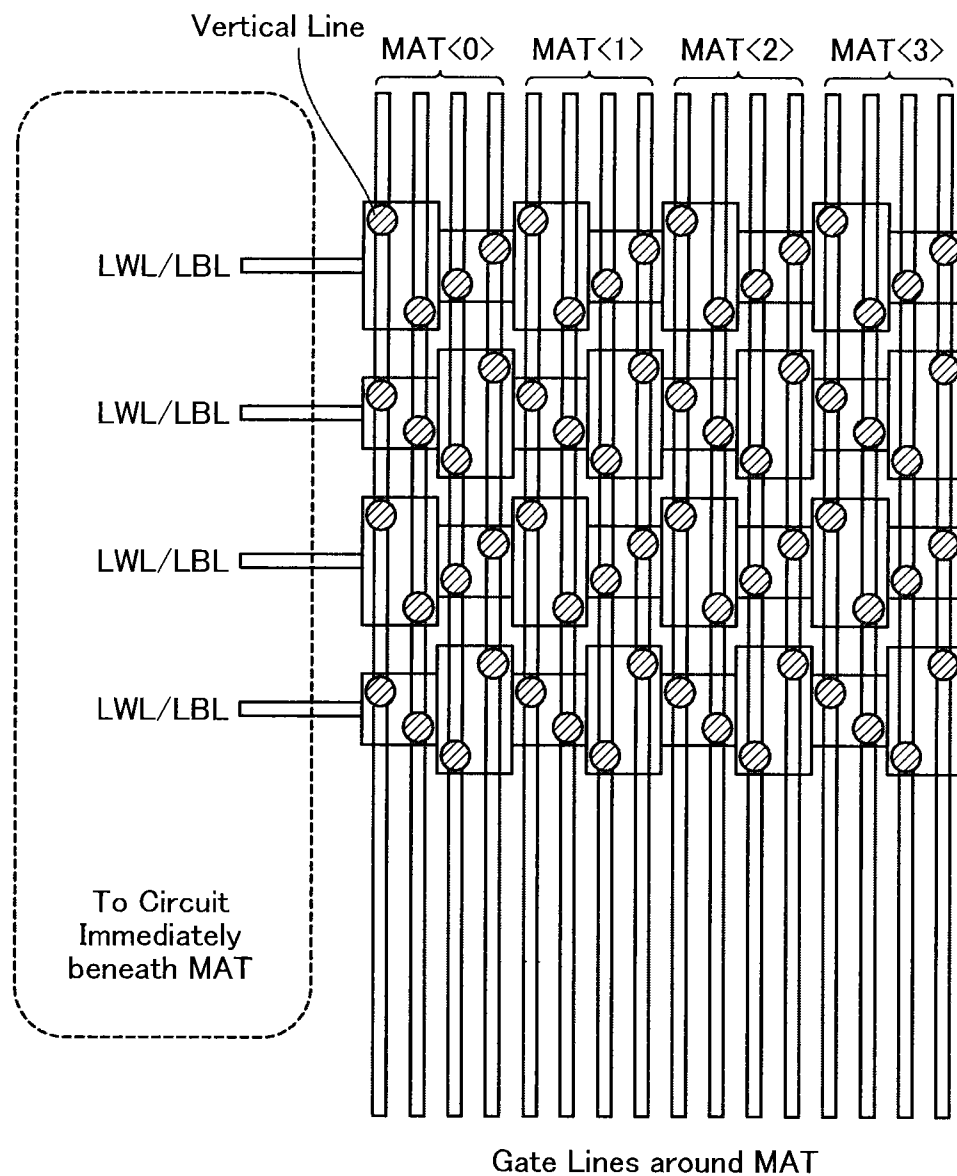 Vertical Line
MAT<0> MAT<1> MAT<2> MAT<3>
LWL/LBL
LWL/LBL
LWL/LBL
LWL/LBL
To Circuit
Immediately
beneath MAT
Gate Lines around MAT